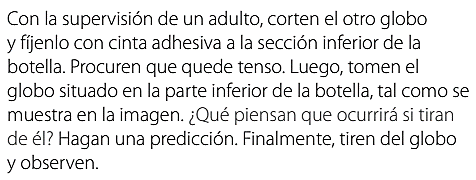 Con la supervisión de un adulto, corten el otro globo
y fíjenlo con cinta adhesiva a la sección inferior de la
botella. Procuren que quede tenso. Luego, tomen el
globo situado en la parte inferior de la botella, tal como se
muestra en la imagen. ¿Qué piensan que ocurrirá si tiran
de él? Hagan una predicción. Finalmente, tiren del globo
y observen.